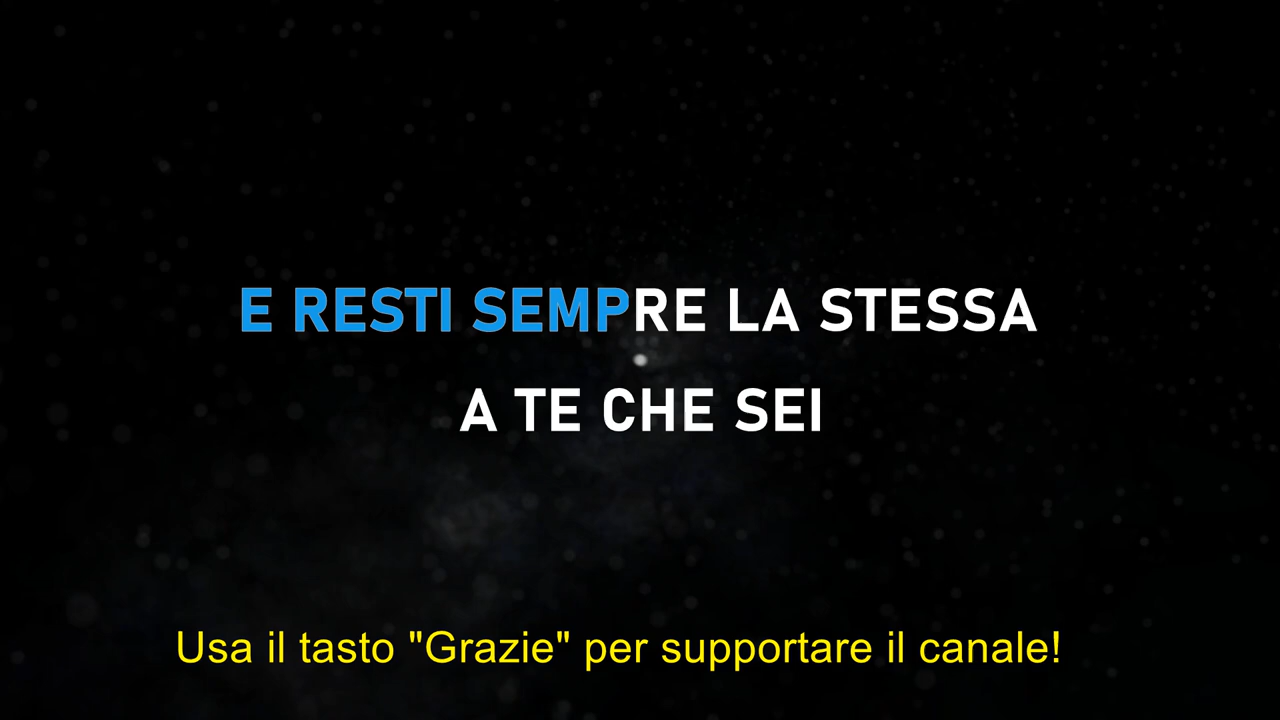 E RESTI SEMPRE LA STESSA
A TE CHE SEI
Usa il tasto "Grazie" per supportare il canale!